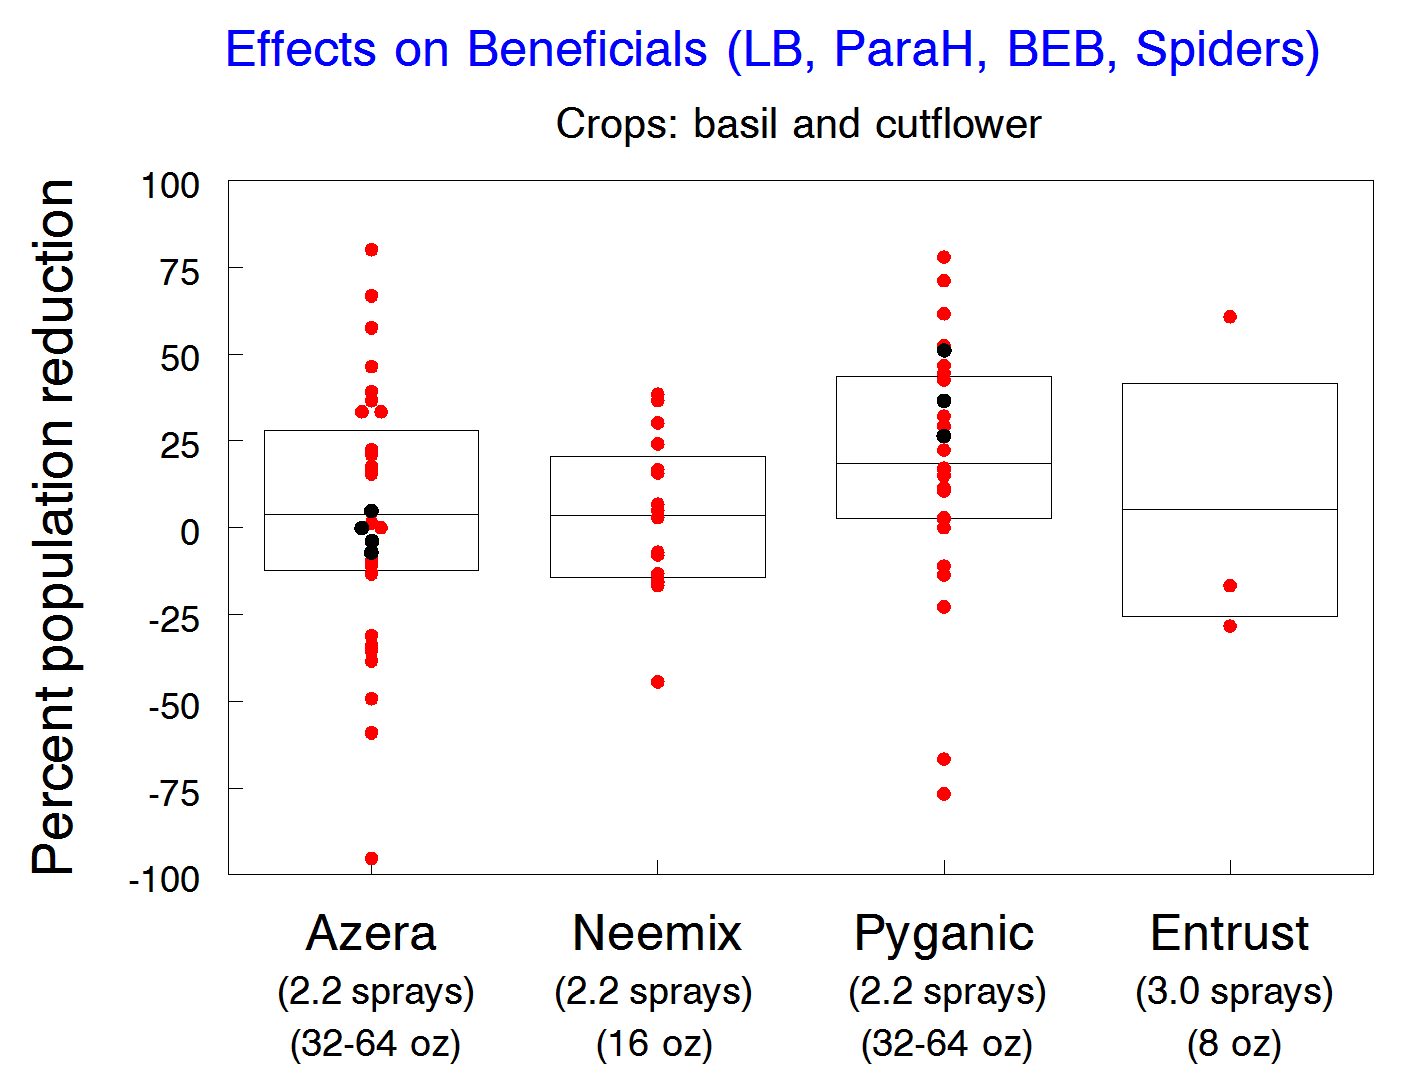 Effects on Beneficials (LB, ParaH, BEB, Spiders)
Crops: basil and cutflower
Percent population reduction
100
75
50
25
0
-25
-50
-75
-100
Azera Neemix Pyganic Entrust
(2.2 sprays) (2.2 sprays) (2.2 sprays) (3.0 sprays)
(32-64 oz) (16 oz) (32-64 oz) (8 oz)